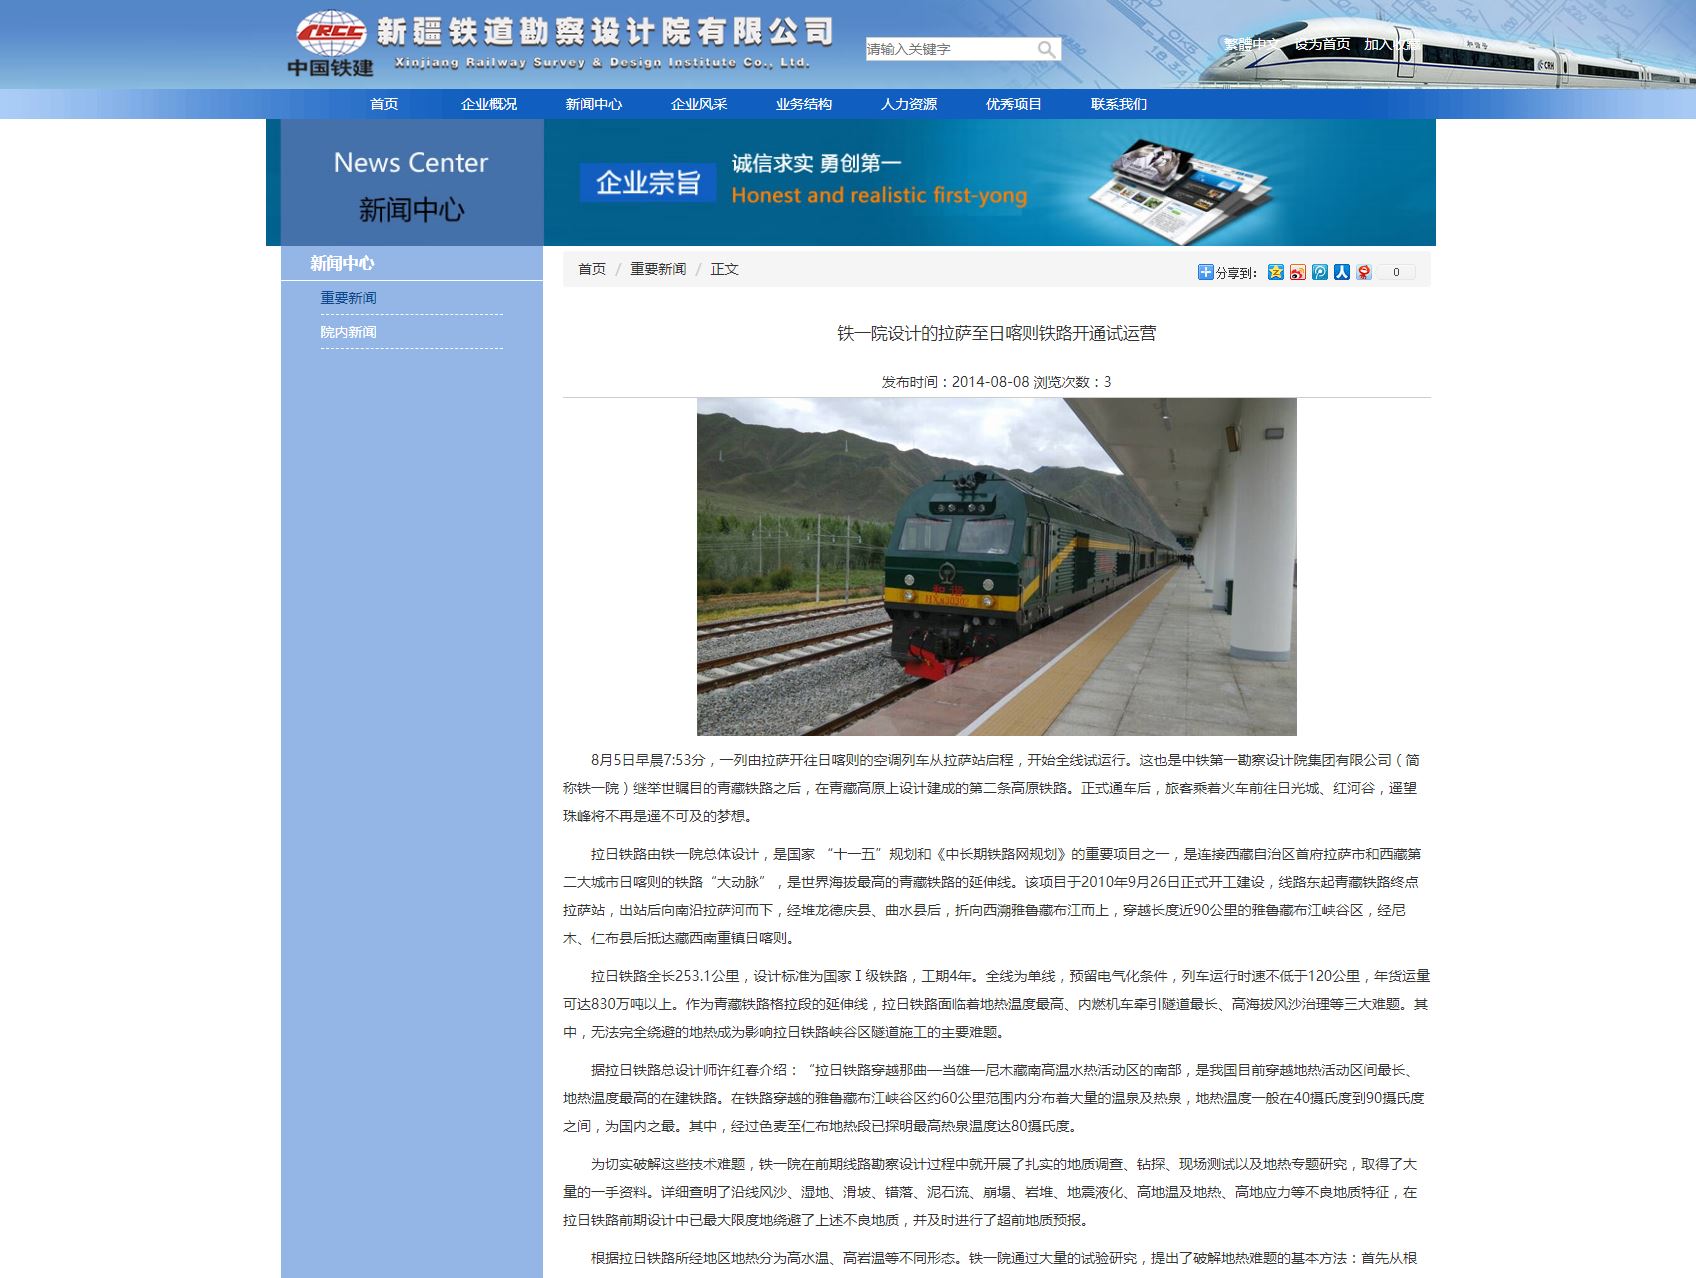 CRCC
中国铁建
新疆铁道勘察设计院有限公司
Xinjiang Railway Survey & Design Institute Co., Ltd.
请输入关键字
繁體中文 设为首页 加入收藏
和谐号
CRH
首页 企业概况 新闻中心 企业风采 业务结构 人力资源 优秀项目 联系我们
News Center
新闻中心
企业宗旨
诚信求实 勇创第一
Honest and realistic first-yong
新闻中心
重要新闻
院内新闻
首页 / 重要新闻 / 正文
分享到： 0
铁一院设计的拉萨至日喀则铁路开通试运营
发布时间：2014-08-08 浏览次数：3
和谐
8月5日早晨7:53分，一列由拉萨开往日喀则的空调列车从拉萨站启程，开始全线试运行。这也是中铁第一勘察设计院集团有限公司（简
称铁一院）继举世瞩目的青藏铁路之后，在青藏高原上设计建成的第二条高原铁路。正式通车后，旅客乘着火车前往日光城、红河谷，遥望
珠峰将不再是遥不可及的梦想。
拉日铁路由铁一院总体设计，是国家 “十一五”规划和《中长期铁路网规划》的重要项目之一，是连接西藏自治区首府拉萨市和西藏第
二大城市日喀则的铁路“大动脉”，是世界海拔最高的青藏铁路的延伸线。该项目于2010年9月26日正式开工建设，线路东起青藏铁路终点
拉萨站，出站后向南沿拉萨河而下，经堆龙德庆县、曲水县后，折向西溯雅鲁藏布江而上，穿越长度近90公里的雅鲁藏布江峡谷区，经尼
木、仁布县后抵达藏西南重镇日喀则。
拉日铁路全长253.1公里，设计标准为国家Ⅰ级铁路，工期4年。全线为单线，预留电气化条件，列车运行时速不低于120公里，年货运量
可达830万吨以上。作为青藏铁路格拉段的延伸线，拉日铁路面临着地热温度最高、内燃机车牵引隧道最长、高海拔风沙治理等三大难题。其
中，无法完全绕避的地热成为影响拉日铁路峡谷区隧道施工的主要难题。
据拉日铁路总设计师许红春介绍：“拉日铁路穿越那曲—当雄—尼木藏南高温水热活动区的南部，是我国目前穿越地热活动区间最长、
地热温度最高的在建铁路。在铁路穿越的雅鲁藏布江峡谷区约60公里范围内分布着大量的温泉及热泉，地热温度一般在40摄氏度到90摄氏度
之间，为国内之最。其中，经过色麦至仁布地热段已探明最高热泉温度达80摄氏度。
为切实破解这些技术难题，铁一院在前期线路勘察设计过程中就开展了扎实的地质调查、钻探、现场测试以及地热专题研究，取得了大
量的一手资料。详细查明了沿线风沙、湿地、滑坡、错落、泥石流、崩塌、岩堆、地震液化、高地温及地热、高地应力等不良地质特征，在
拉日铁路前期设计中已最大限度地绕避了上述不良地质，并及时进行了超前地质预报。
根据拉日铁路所经地区地热分为高水温、高岩温等不同形态。铁一院通过大量的试验研究，提出了破解地热难题的基本方法：首先从根